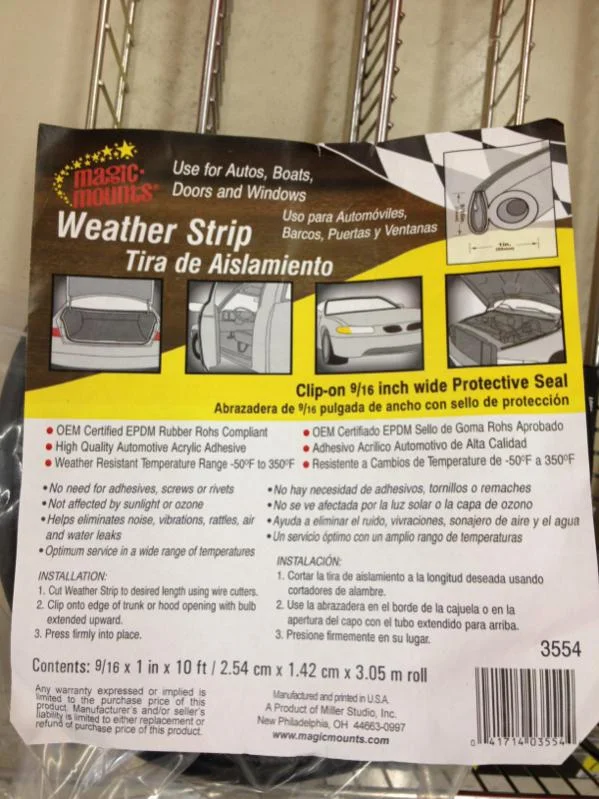 magic·
mounts®
Use for Autos, Boats,
Doors and Windows
Uso para Automóviles,
Barcos, Puertas y Ventanas
Weather Strip
Tira de Aislamiento
1in.
Clip-on 9/16 inch wide Protective Seal
Abrazadera de 9/16 pulgada de ancho con sello de protección
• OEM Certified EPDM Rubber Rohs Compliant
• High Quality Automotive Acrylic Adhesive
• Weather Resistant Temperature Range -50ºF to 350ºF
• OEM Certifiado EPDM Sello de Goma Rohs Aprobado
• Adhesivo Acrilico Automotivo de Alta Calidad
• Resistente a Cambios de Temperature de -50ºF a 350ºF
• No need for adhesives, screws or rivets
• Not affected by sunlight or ozone
• Helps eliminates noise, vibrations, rattles, air
and water leaks
• Optimum service in a wide range of temperatures
• No hay necesidad de adhesivos, tornillos o remaches
• No se ve afectada por la luz solar o la capa de ozono
• Ayuda a eliminar el ruido, vivraciones, sonajero de aire y el agua
• Un servicio óptimo con un amplio rango de temperaturas
INSTALLATION:
1. Cut Weather Strip to desired length using wire cutters.
2. Clip onto edge of trunk or hood opening with bulb
extended upward.
3. Press firmly into place.
INSTALACIÓN:
1. Cortar la tira de aislamiento a la longitud deseada usando
cortadores de alambre.
2. Use la abrazadera en el borde de la cajuela o en la
apertura del capo con el tubo extendido para arriba.
3. Presione firmemente en su lugar.
3554
Contents: 9/16 x 1 in x 10 ft / 2.54 cm x 1.42 cm x 3.05 m roll
Any warranty expressed or implied is
limited to the purchase price of this
product. Manufacturer's and/or seller's
liability is limited to either replacement or
refund of purchase price of this product.
Manufactured and printed in U.S.A.
A Product of Miller Studio, Inc.
New Philadelphia, OH 44663-0997
www.magicmounts.com
0 41714 03554